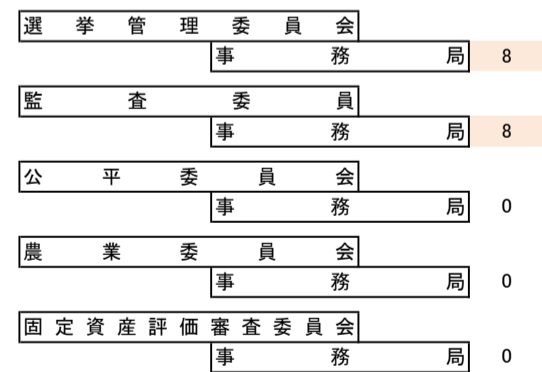 選挙管理委員会
事務局 8
監査委員
事務局 8
公平委員会
事務局 0
農業委員会
事務局 0
固定資産評価審査委員会
事務局 0